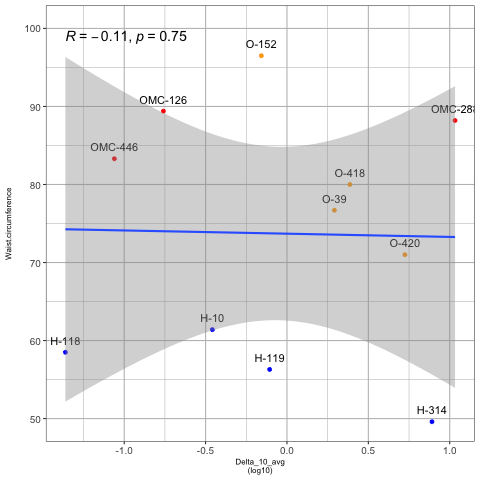 R = −0.11, p = 0.75
O-152
OMC-126
OMC-28
OMC-446
O-418
O-39
O-420
H-10
H-118
H-119
H-314
100
90
80
70
60
50
Waist.circumference
-1.0
-0.5
0.0
0.5
1.0
Delta_10_avg
(log10)